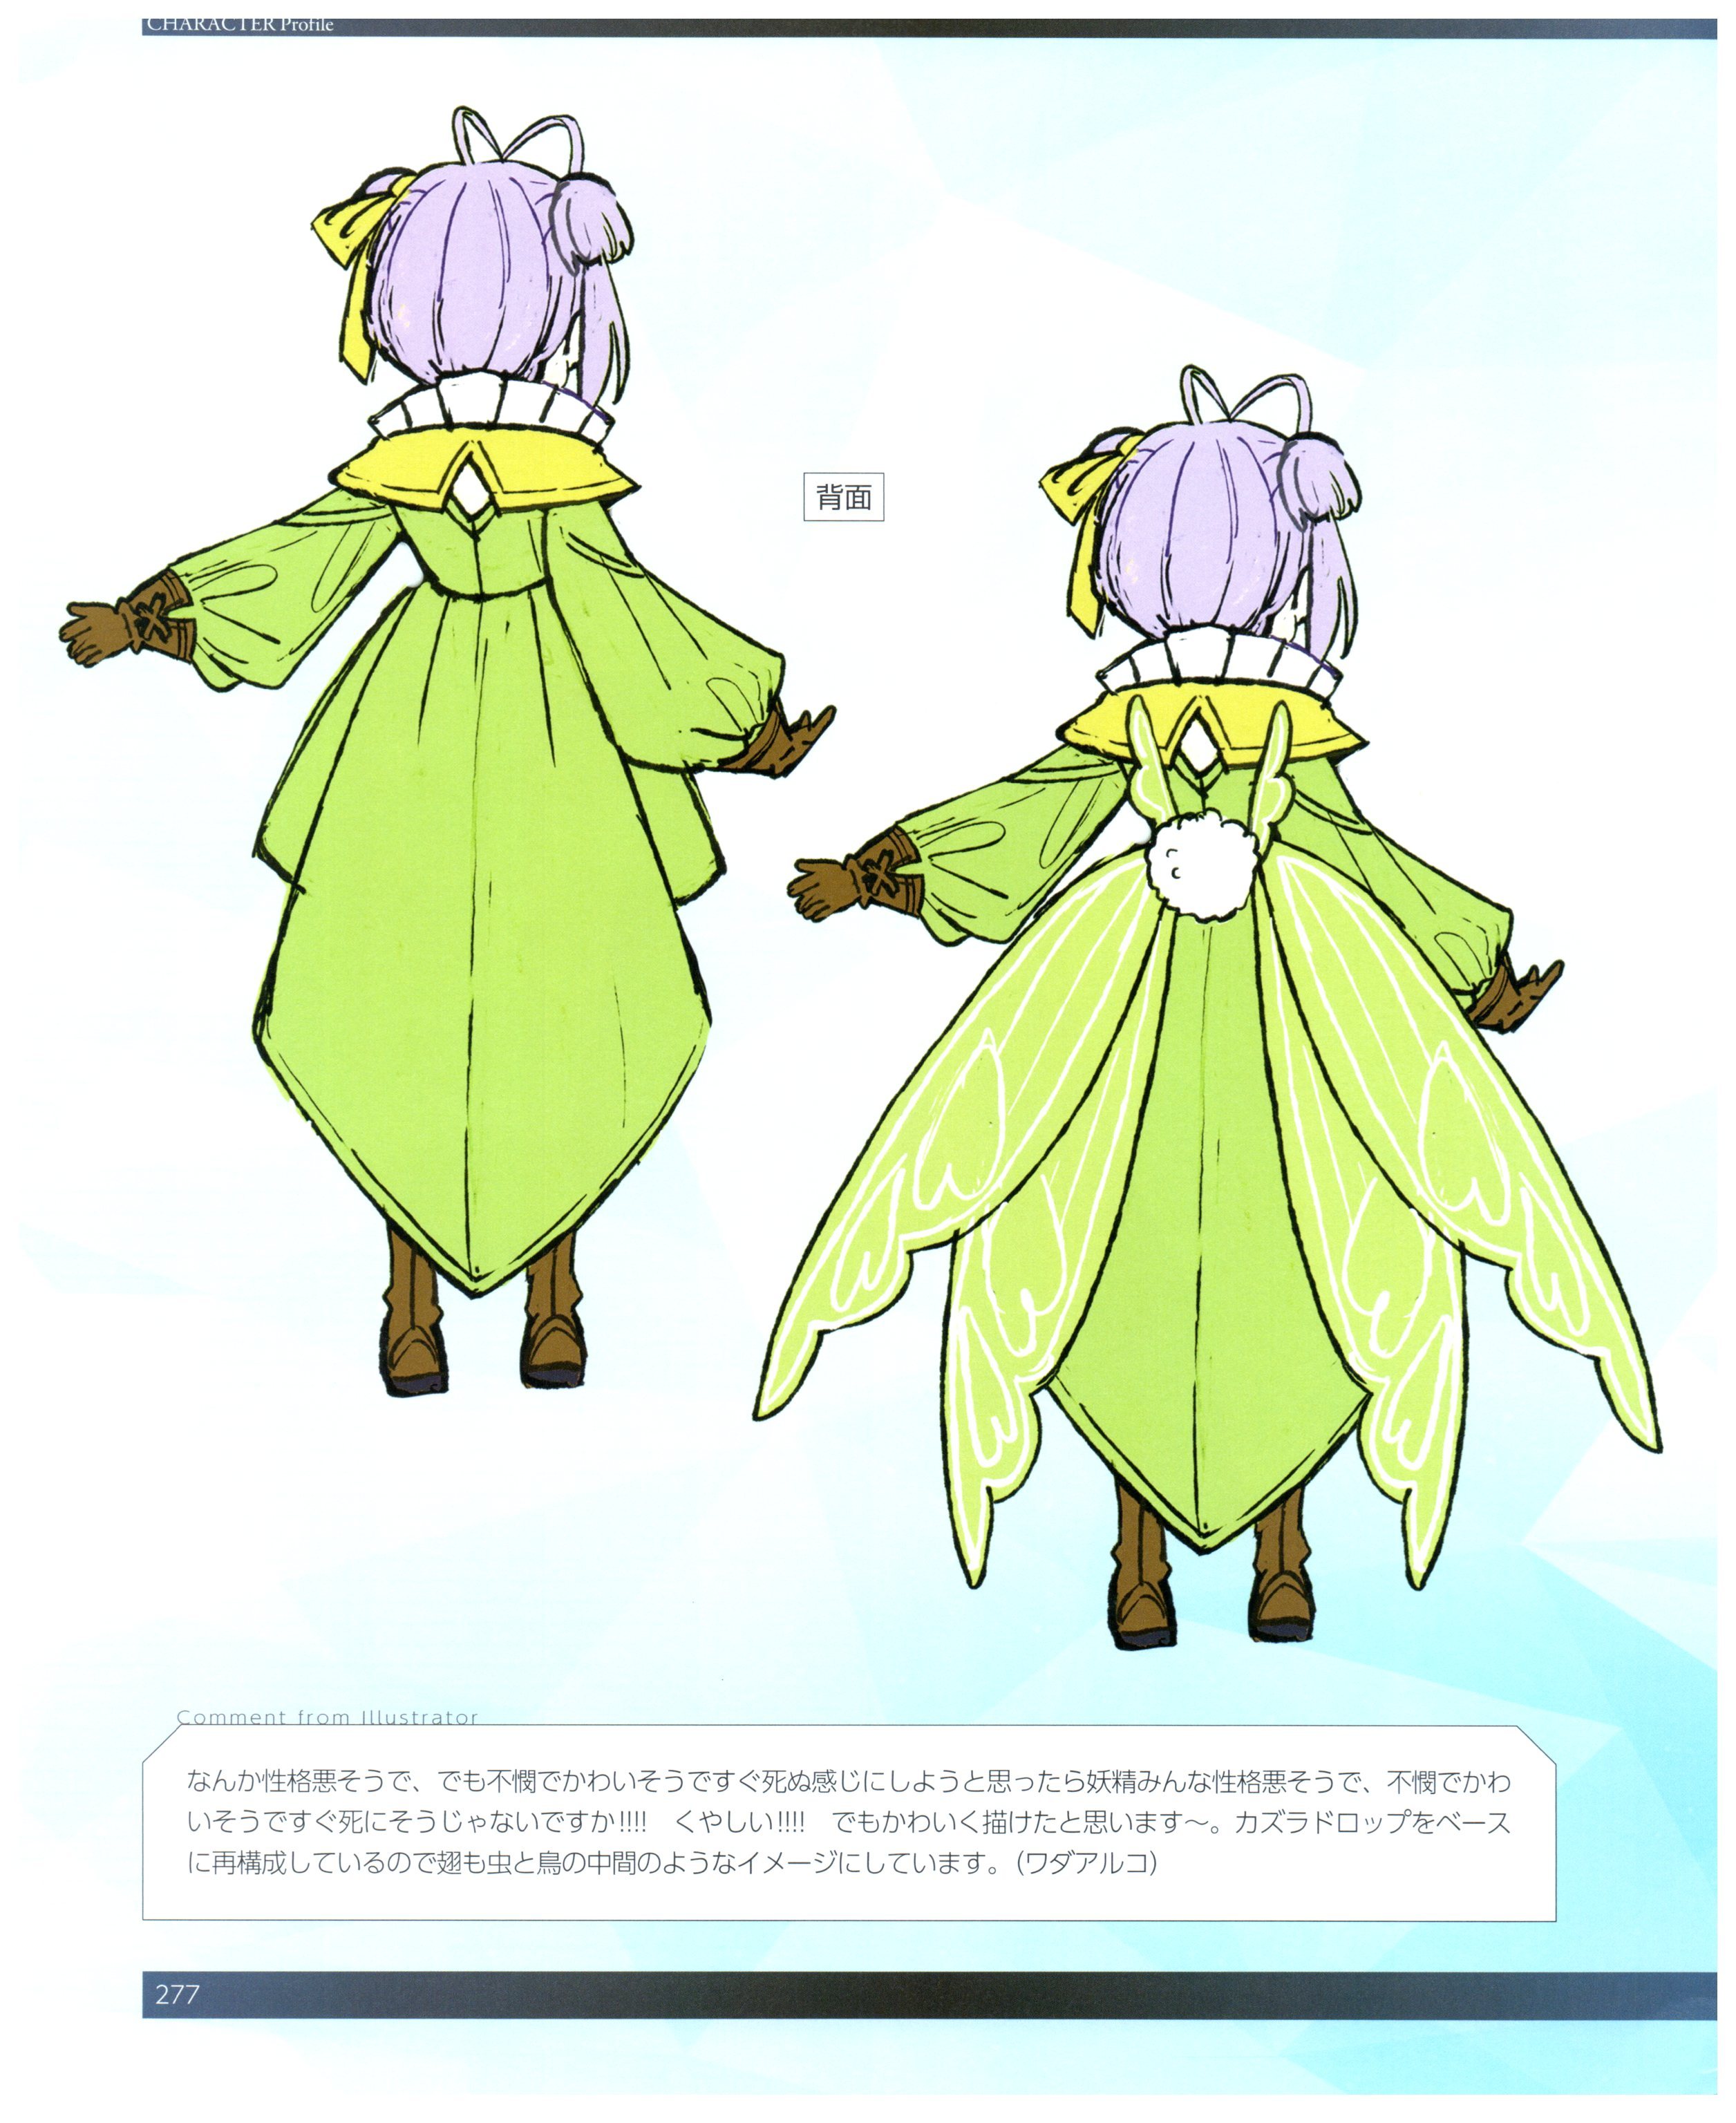 CHARACTER Profile
背面
Comment from Illustrator
なんか性格悪そうで、でも不憫でかわいそうですぐ死ぬ感じにしようと思ったら妖精みんな性格悪そうで、不憫でかわ
いそうですぐ死にそうじゃないですか!!!!　くやしい!!!!　でもかわいく描けたと思います～。カズラドロップをベース
に再構成しているので翅も虫と鳥の中間のようなイメージにしています。（ワダアルコ）
277